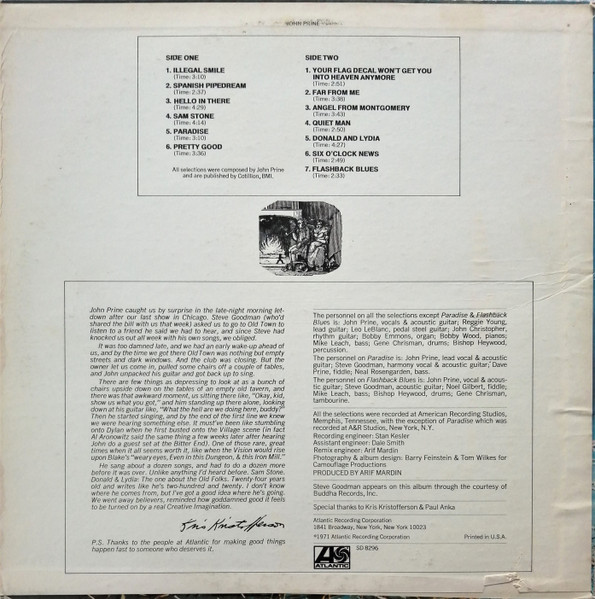 JOHN PRINE
SIDE ONE
1. ILLEGAL SMILE
(Time: 3:10)
2. SPANISH PIPEDREAM
(Time: 2:37)
3. HELLO IN THERE
(Time: 4:29)
4. SAM STONE
(Time: 4:14)
5. PARADISE
(Time: 3:10)
6. PRETTY GOOD
(Time: 3:36)
All selections were composed by John Prine
and are published by Cotillion, BMI.
SIDE TWO
1. YOUR FLAG DECAL WON'T GET YOU
INTO HEAVEN ANYMORE
(Time: 2:51)
2. FAR FROM ME
(Time: 3:38)
3. ANGEL FROM MONTGOMERY
(Time: 3:43)
4. QUIET MAN
(Time: 2:50)
5. DONALD AND LYDIA
(Time: 4:27)
6. SIX O'CLOCK NEWS
(Time: 2:49)
7. FLASHBACK BLUES
(Time: 2:33)
John Prine caught us by surprise in the late-night morning let-
down after our last show in Chicago. Steve Goodman (who'd
shared the bill with us that week) asked us to go to Old Town to
listen to a friend he said we had to hear, and since Steve had
knocked us out all week with his own songs, we obliged.
It was too damned late, and we had an early wake-up ahead of
us, and by the time we got there Old Town was nothing but empty
streets and dark windows. And the club was closing. But the
owner let us come in, pulled some chairs off a couple of tables,
and John unpacked his guitar and got back up to sing.
There are few things as depressing to look at as a bunch of
chairs upside down on the tables of an empty old tavern, and
there was that awkward moment, us sitting there like, "Okay, kid,
show us what you got," and him standing up there alone, looking
down at his guitar like, "What the hell are we doing here, buddy?"
Then he started singing, and by the end of the first line we knew
we were hearing something else. It must've been like stumbling
onto Dylan when he first busted onto the Village scene (in fact
Al Aronowitz said the same thing a few weeks later after hearing
John do a guest set at the Bitter End). One of those rare, great
times when it all seems worth it, like when the Vision would rise
upon Blake's "weary eyes, Even in this Dungeon, & this Iron Mill."
He sang about a dozen songs, and had to do a dozen more
before it was over. Unlike anything I'd heard before. Sam Stone.
Donald & Lydia. The one about the Old Folks. Twenty-four years
old and writes like he's two-hundred and twenty. I don't know
where he comes from, but I've got a good idea where he's going.
We went away believers, reminded how goddamned good it feels
to be turned on by a real Creative Imagination.
Kris Kristofferson
P.S. Thanks to the people at Atlantic for making good things
happen fast to someone who deserves it.
The personnel on all the selections except Paradise & Flashback
Blues is: John Prine, vocals & acoustic guitar; Reggie Young,
lead guitar; Leo LeBlanc, pedal steel guitar; John Christopher,
rhythm guitar; Bobby Emmons, organ; Bobby Wood, pianos;
Mike Leach, bass; Gene Chrisman, drums; Bishop Heywood,
percussion.
The personnel on Paradise is: John Prine, lead vocal & acoustic
guitar; Steve Goodman, harmony vocal & acoustic guitar; Dave
Prine, fiddle; Neal Rosengarden, bass.
The personnel on Flashback Blues is: John Prine, vocal & acous-
tic guitar; Steve Goodman, acoustic guitar; Noel Gilbert, fiddle;
Mike Leach, bass; Bishop Heywood, drums; Gene Chrisman,
tambourine.
All the selections were recorded at American Recording Studios,
Memphis, Tennessee, with the exception of Paradise which was
recorded at A&R Studios, New York, N.Y.
Recording engineer: Stan Kesler
Assistant engineer: Dale Smith
Remix engineer: Arif Mardin
Photography & album design: Barry Feinstein & Tom Wilkes for
Camouflage Productions
PRODUCED BY ARIF MARDIN
Steve Goodman appears on this album through the courtesy of
Buddha Records, Inc.
Special thanks to Kris Kristofferson & Paul Anka
Atlantic Recording Corporation
1841 Broadway, New York, New York 10023
©1971 Atlantic Recording Corporation Printed in U.S.A.
ATLANTIC
SD 8296